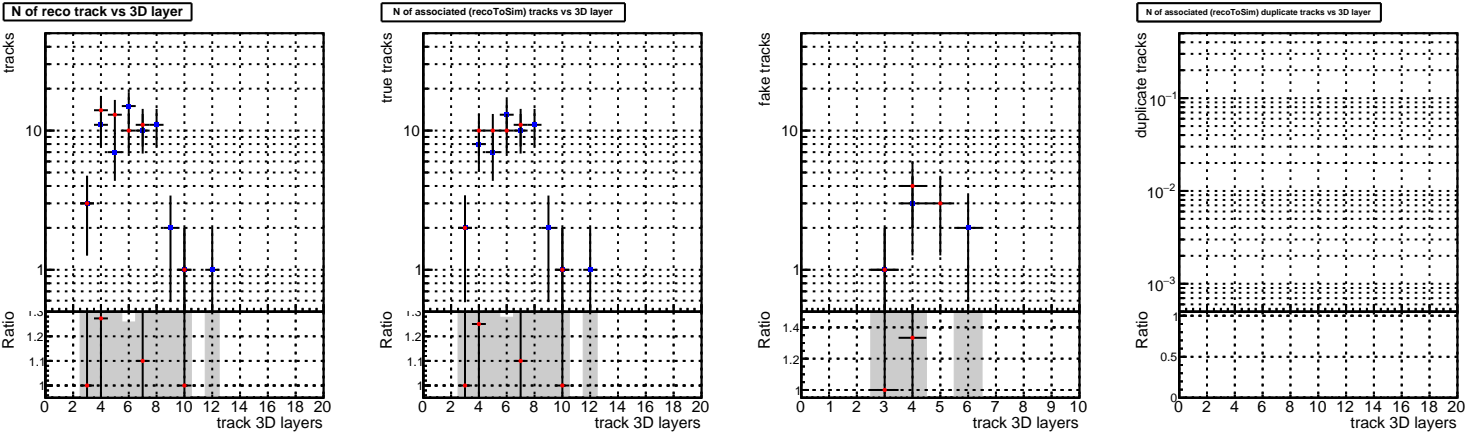 N of reco track vs 3D layer
tracks
10
1
Ratio
1.3
1.2
1.1
1
0 2 4 6 8 10 12 14 16 18 20
track 3D layers
N of associated (recoToSim) tracks vs 3D layer
true tracks
10
1
Ratio
1.3
1.2
1.1
1
0 2 4 6 8 10 12 14 16 18 20
track 3D layers
fake tracks
10
1
Ratio
1.4
1.2
1
0 1 2 3 4 5 6 7 8 9 10
track 3D layers
N of associated (recoToSim) duplicate tracks vs 3D layer
duplicate tracks
10−1
10−2
10−3
Ratio
1
0.5
0
0 2 4 6 8 10 12 14 16 18 20
track 3D layers